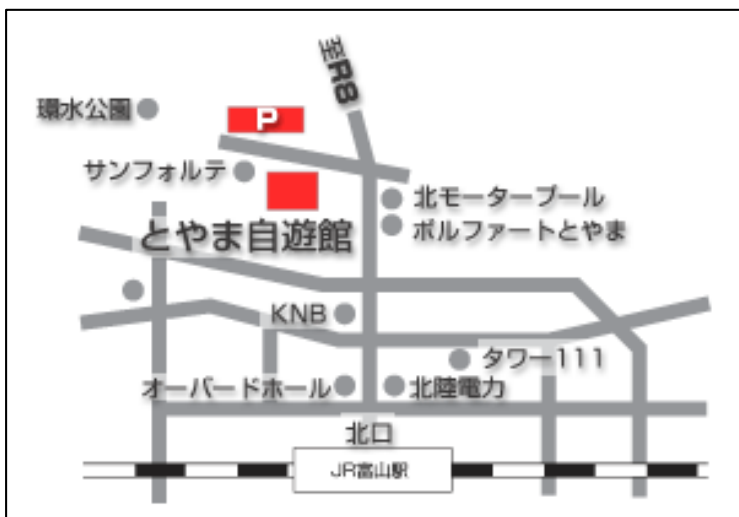 至R8
環水公園
P
サンフォルテ
北モータープール
とやま自遊館
ボルファートとやま
KNB
タワー111
オーバードホール
北陸電力
北口
JR富山駅